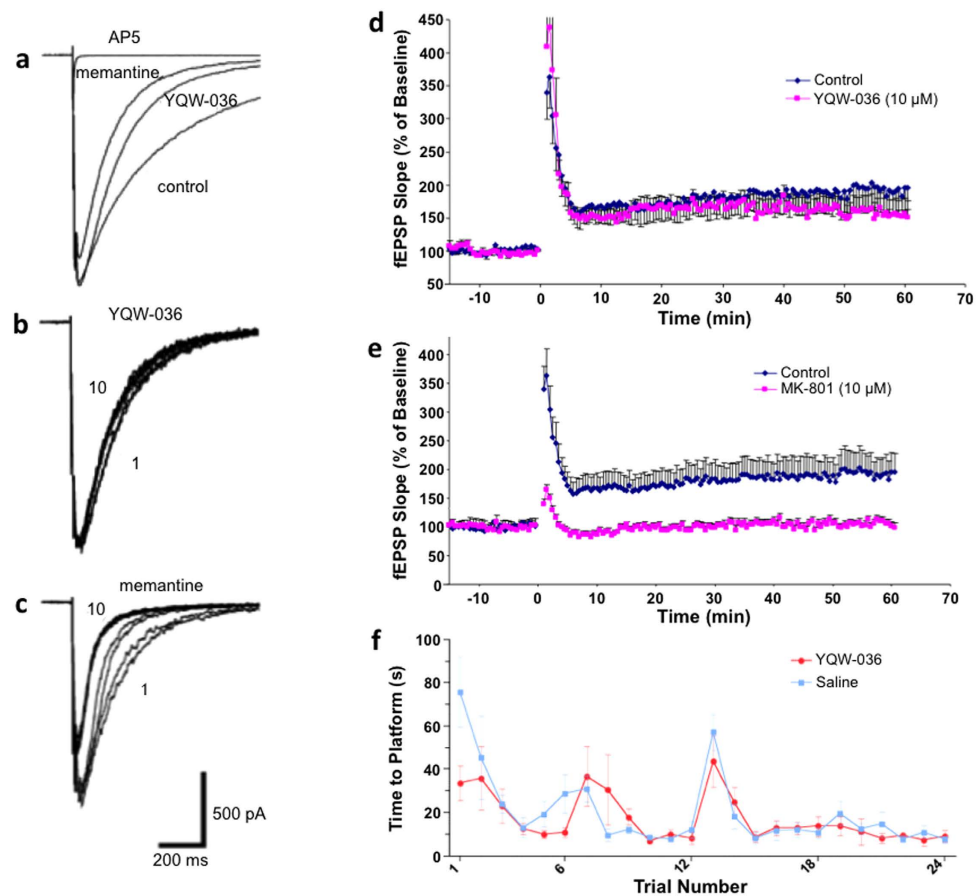 a
AP5
memantine
YQW-036
control
b
YQW-036
10
1
c
memantine
10
1
500 pA
200 ms
d
fEPSP Slope (% of Baseline)
450
400
350
300
250
200
150
100
50
Control
YQW-036 (10 µM)
-10
0
10
20
30
40
50
60
70
Time (min)
e
fEPSP Slope (% of Baseline)
400
350
300
250
200
150
100
50
0
Control
MK-801 (10 µM)
-10
0
10
20
30
40
50
60
70
Time (min)
f
Time to Platform (s)
100
80
60
40
20
0
YQW-036
Saline
1
6
12
18
24
Trial Number